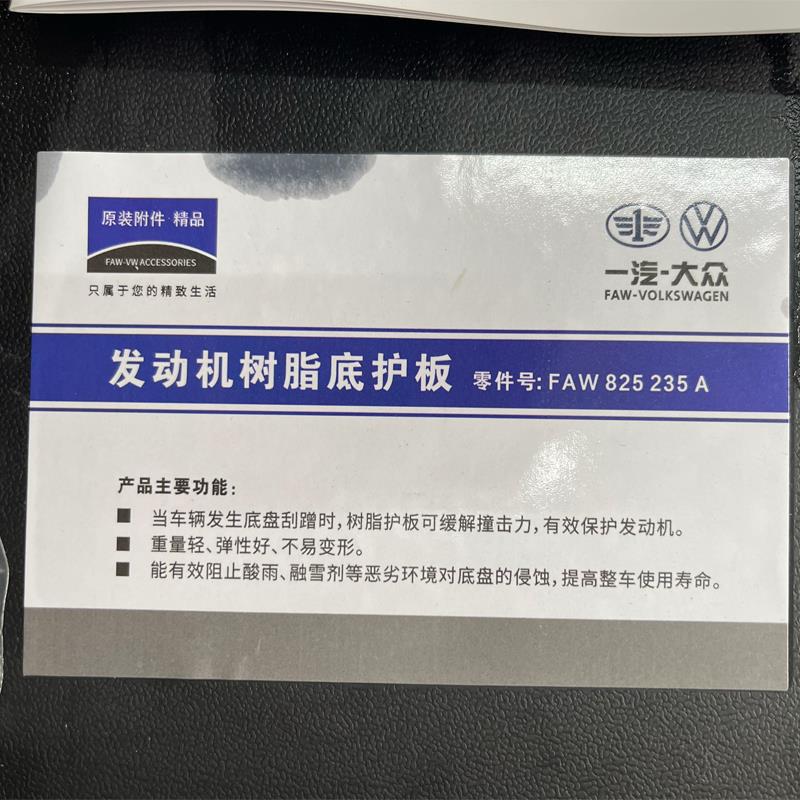 原装附件·精品
FAW-VW ACCESSORIES
只属于您的精致生活
一汽-大众
FAW-VOLKSWAGEN
发动机树脂底护板 零件号: FAW 825 235 A
产品主要功能:
■ 当车辆发生底盘刮蹭时,树脂护板可缓解撞击力,有效保护发动机。
■ 重量轻、弹性好、不易变形。
■ 能有效阻止酸雨、融雪剂等恶劣环境对底盘的侵蚀,提高整车使用寿命。